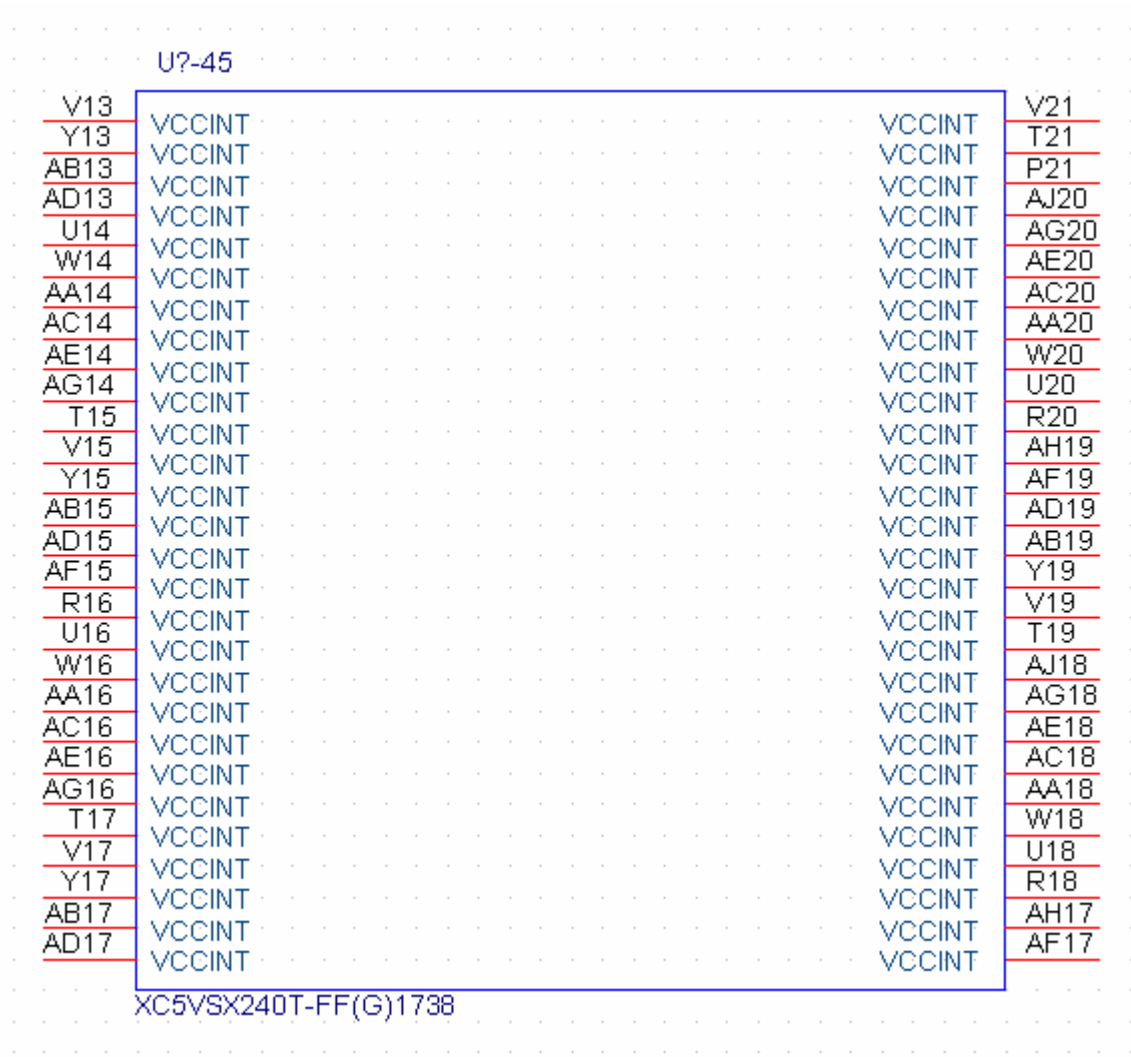 U?-45
V13 VCCINT VCCINT V21
Y13 VCCINT VCCINT T21
AB13 VCCINT VCCINT P21
AD13 VCCINT VCCINT AJ20
U14 VCCINT VCCINT AG20
W14 VCCINT VCCINT AE20
AA14 VCCINT VCCINT AC20
AC14 VCCINT VCCINT AA20
AE14 VCCINT VCCINT W20
AG14 VCCINT VCCINT U20
T15 VCCINT VCCINT R20
V15 VCCINT VCCINT AH19
Y15 VCCINT VCCINT AF19
AB15 VCCINT VCCINT AD19
AD15 VCCINT VCCINT AB19
AF15 VCCINT VCCINT Y19
R16 VCCINT VCCINT V19
U16 VCCINT VCCINT T19
W16 VCCINT VCCINT AJ18
AA16 VCCINT VCCINT AG18
AC16 VCCINT VCCINT AE18
AE16 VCCINT VCCINT AC18
AG16 VCCINT VCCINT AA18
T17 VCCINT VCCINT W18
V17 VCCINT VCCINT U18
Y17 VCCINT VCCINT R18
AB17 VCCINT VCCINT AH17
AD17 VCCINT VCCINT AF17
XC5VSX240T-FF(G)1738